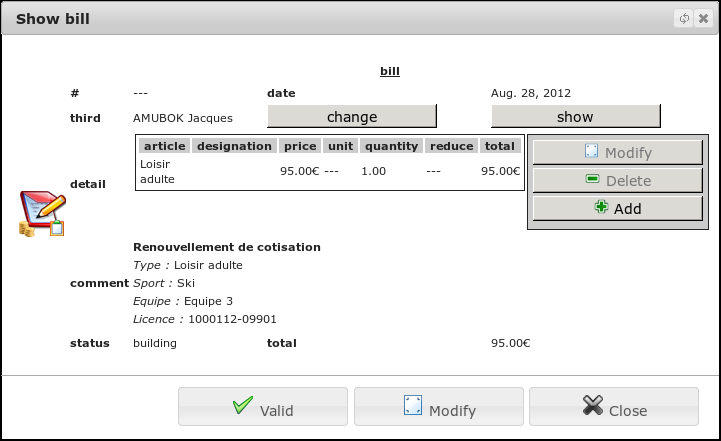 Show bill
bill
# --- date Aug. 28, 2012
third AMUBOK Jacques change show
article designation price unit quantity reduce total
Loisir adulte 95.00€ --- 1.00 --- 95.00€
detail
Modify
Delete
Add
Renouvellement de cotisation
Type : Loisir adulte
comment Sport : Ski
Equipe : Equipe 3
Licence : 1000112-09901
status building total 95.00€
Valid Modify Close